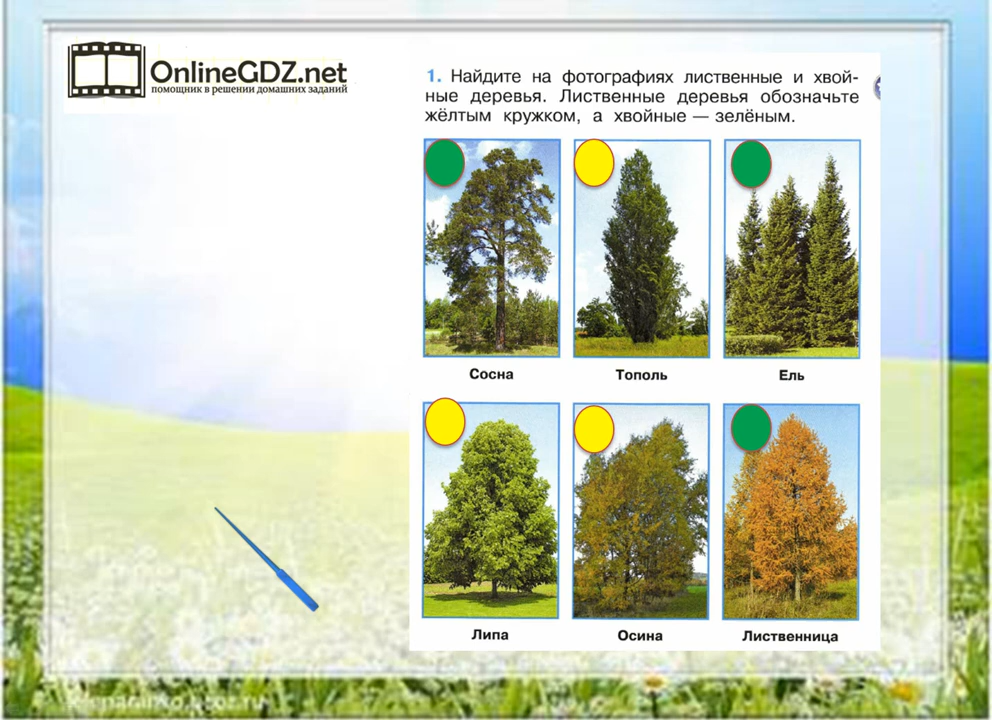 OnlineGDZ.net
помощник в решении домашних заданий
1. Найдите на фотографиях лиственные и хвой-
ные деревья. Лиственные деревья обозначьте
жёлтым кружком, а хвойные — зелёным.
Сосна
Тополь
Ель
Липа
Осина
Лиственница